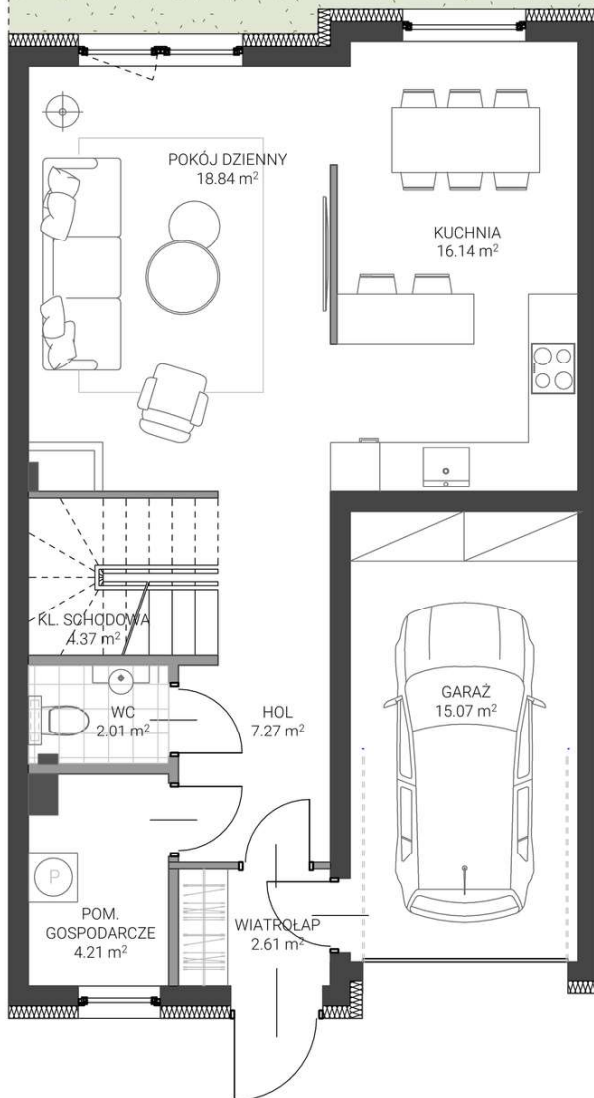 POKÓJ DZIENNY
18.84 m²
KUCHNIA
16.14 m²
KL. SCHODOWA
4.37 m²
WC
2.01 m²
HOL
7.27 m²
GARAŻ
15.07 m²
P
POM.
GOSPODARCZE
4.21 m²
WIATROŁAP
2.61 m²